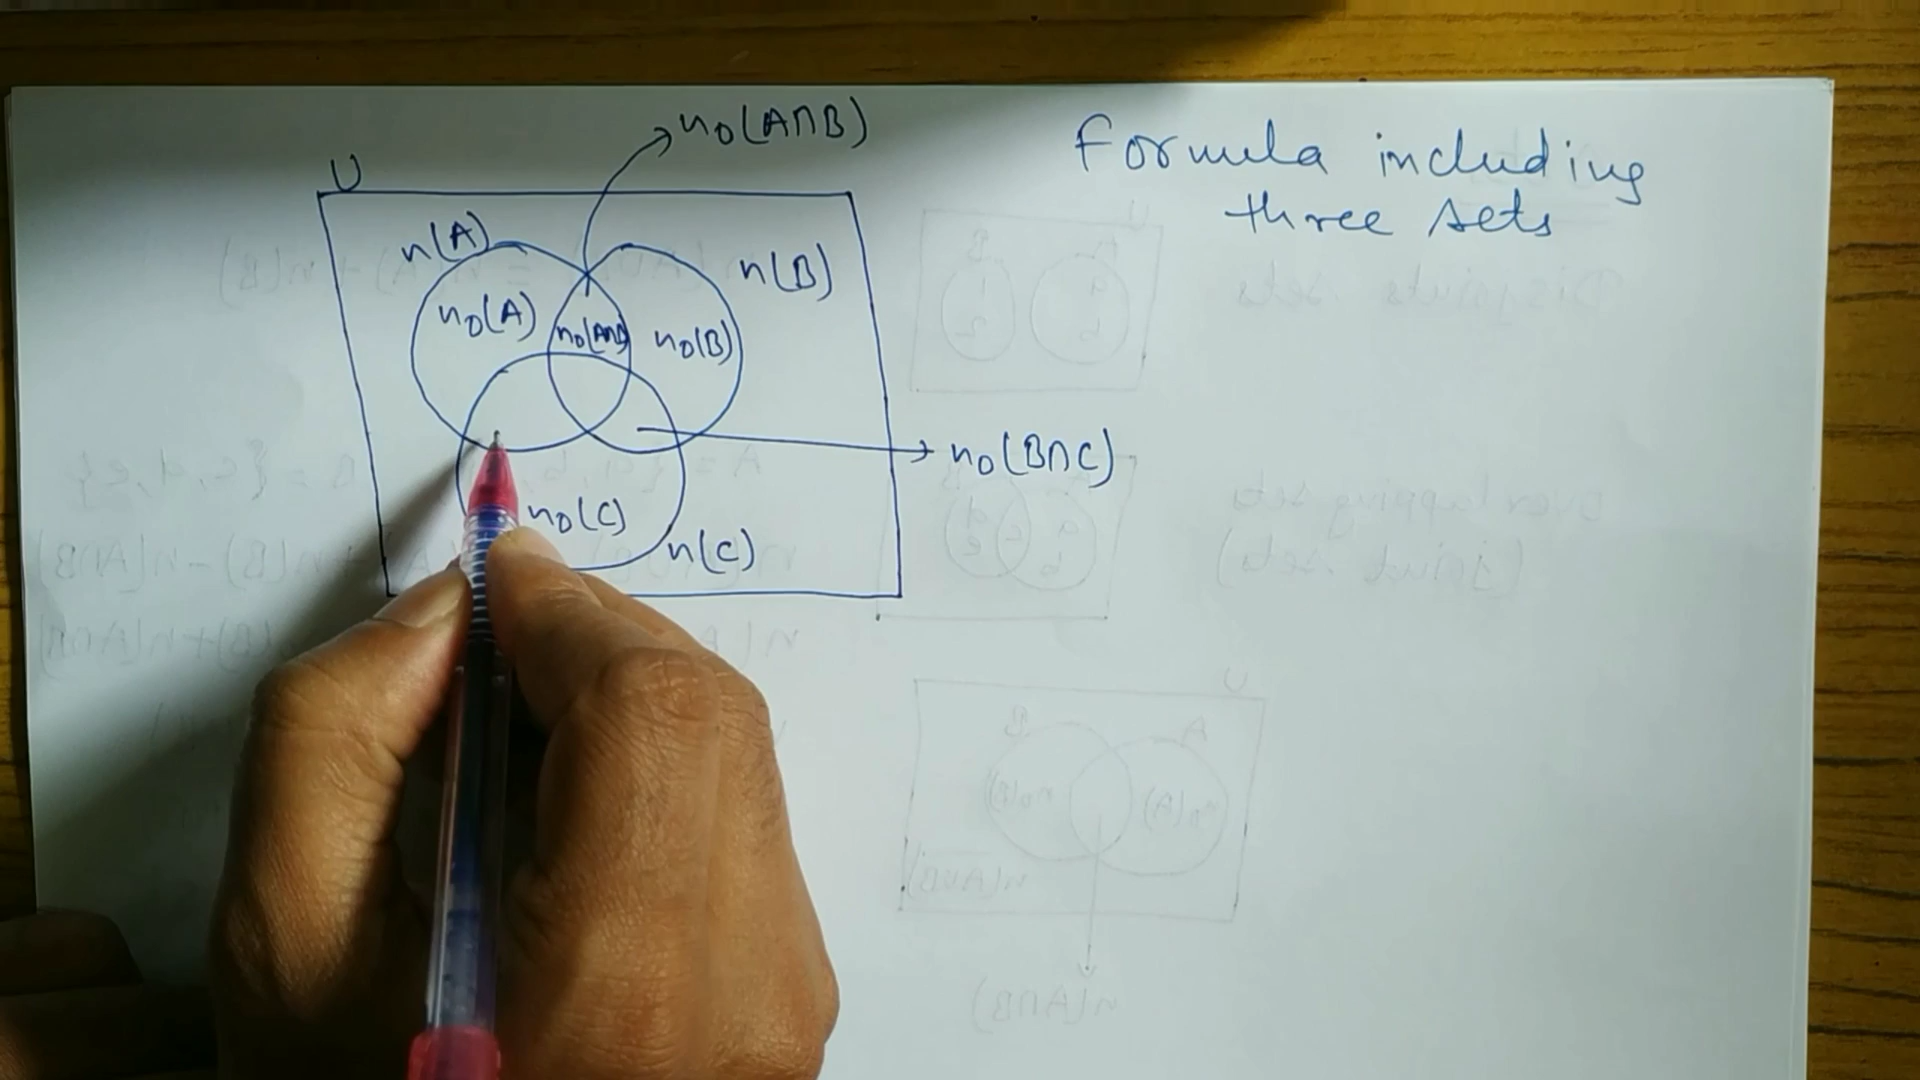 n₀(A∩B)
Formula including
three sets
U
n(A)
n(B)
n₀(A)
n₀(A∩B)
n₀(B)
n₀(B∩C)
n₀(C)
n(C)